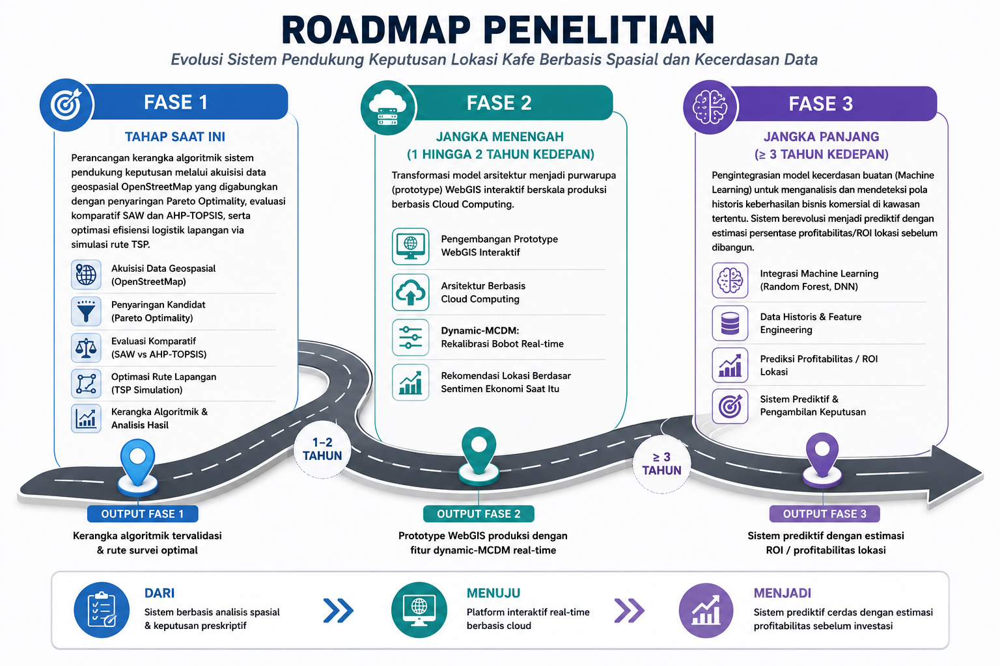 ROADMAP PENELITIAN
Evolusi Sistem Pendukung Keputusan Lokasi Kafe Berbasis Spasial dan Kecerdasan Data
FASE 1
TAHAP SAAT INI
Perancangan kerangka algoritmik sistem
pendukung keputusan melalui akuisisi data
geospasial OpenStreetMap yang digabungkan
dengan penyaringan Pareto Optimality, evaluasi
komparatif SAW dan AHP-TOPSIS, serta
optimasi efisiensi logistik lapangan via
simulasi rute TSP.
Akuisisi Data Geospasial
(OpenStreetMap)
Penyaringan Kandidat
(Pareto Optimality)
Evaluasi Komparatif
(SAW vs AHP-TOPSIS)
Optimasi Rute Lapangan
(TSP Simulation)
Kerangka Algoritmik &
Analisis Hasil
FASE 2
JANGKA MENENGAH
(1 HINGGA 2 TAHUN KEDEPAN)
Transformasi model arsitektur menjadi purwarupa
(prototype) WebGIS interaktif berskala produksi
berbasis Cloud Computing.
Pengembangan Prototype
WebGIS Interaktif
Arsitektur Berbasis
Cloud Computing
Dynamic-MCDM:
Rekalibrasi Bobot Real-time
Rekomendasi Lokasi Berdasar
Sentimen Ekonomi Saat Itu
FASE 3
JANGKA PANJANG
(≥ 3 TAHUN KEDEPAN)
Pengintegrasian model kecerdasan buatan (Machine
Learning) untuk menganalisis dan mendeteksi pola
historis keberhasilan bisnis komersial di kawasan
tertentu. Sistem berevolusi menjadi prediktif dengan
estimasi persentase profitabilitas/ROI lokasi sebelum
dibangun.
Integrasi Machine Learning
(Random Forest, DNN)
Data Historis & Feature
Engineering
Prediksi Profitabilitas / ROI
Lokasi
Sistem Prediktif &
Pengambilan Keputusan
1–2
TAHUN
≥ 3
TAHUN
OUTPUT FASE 1
Kerangka algoritmik tervalidasi
& rute survei optimal
OUTPUT FASE 2
Prototype WebGIS produksi dengan
fitur dynamic-MCDM real-time
OUTPUT FASE 3
Sistem prediktif dengan estimasi
ROI / profitabilitas lokasi
DARI
Sistem berbasis analisis spasial
& keputusan preskriptif
MENUJU
Platform interaktif real-time
berbasis cloud
MENJADI
Sistem prediktif cerdas dengan estimasi
profitabilitas sebelum investasi